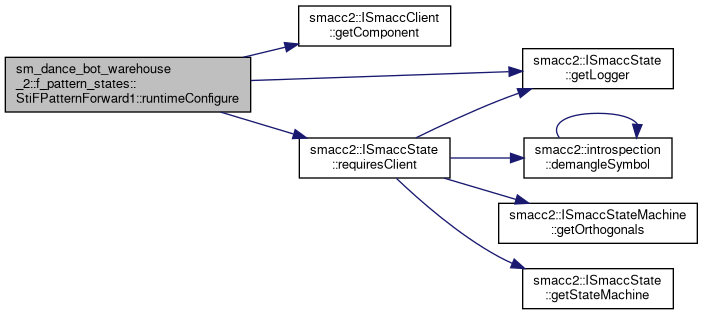 sm_dance_bot_warehouse
_2::f_pattern_states::
StiFPatternForward1::runtimeConfigure
smacc2::ISmaccClient
::getComponent
smacc2::ISmaccState
::getLogger
smacc2::ISmaccState
::requiresClient
smacc2::introspection
::demangleSymbol
smacc2::ISmaccStateMachine
::getOrthogonals
smacc2::ISmaccState
::getStateMachine